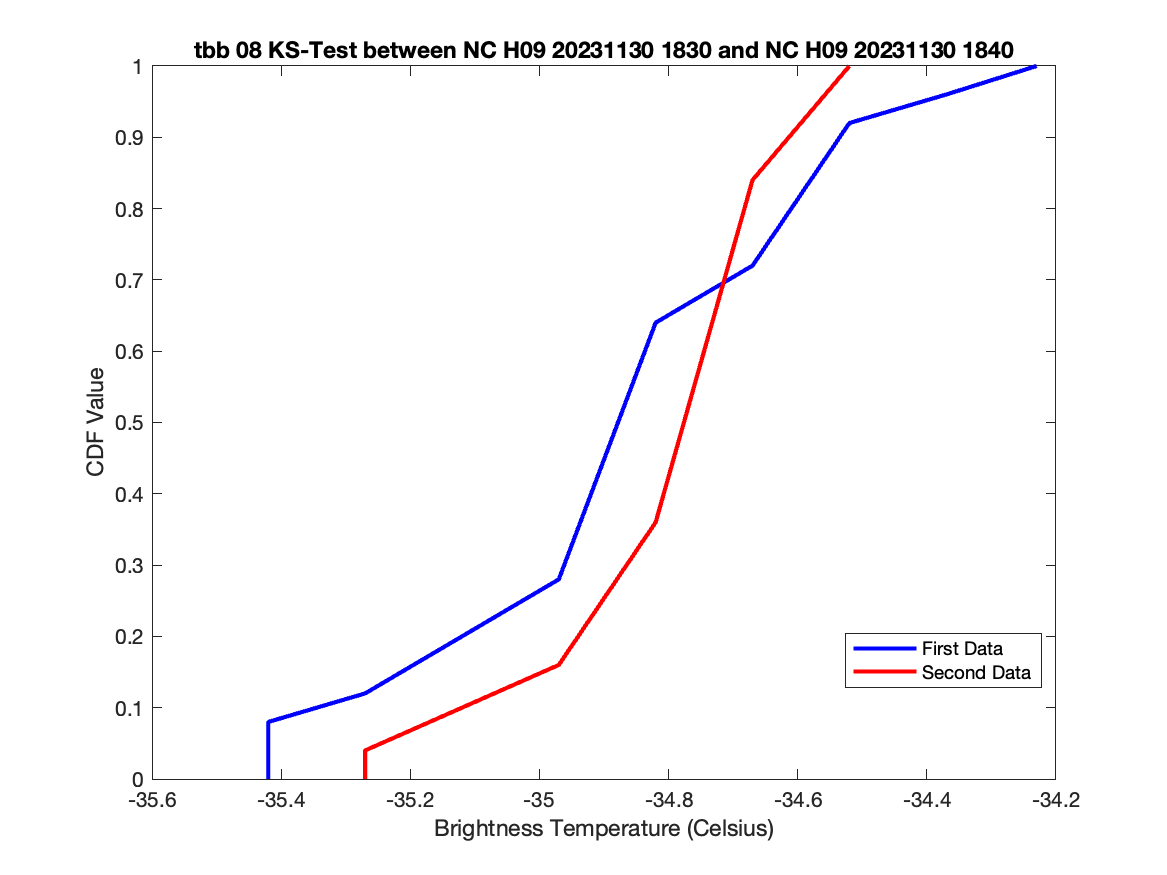 tbb 08 KS-Test between NC H09 20231130 1830 and NC H09 20231130 1840
1
0.9
0.8
0.7
0.6
0.5
0.4
0.3
0.2
0.1
0
CDF Value
First Data
Second Data
-35.6 -35.4 -35.2 -35 -34.8 -34.6 -34.4 -34.2
Brightness Temperature (Celsius)